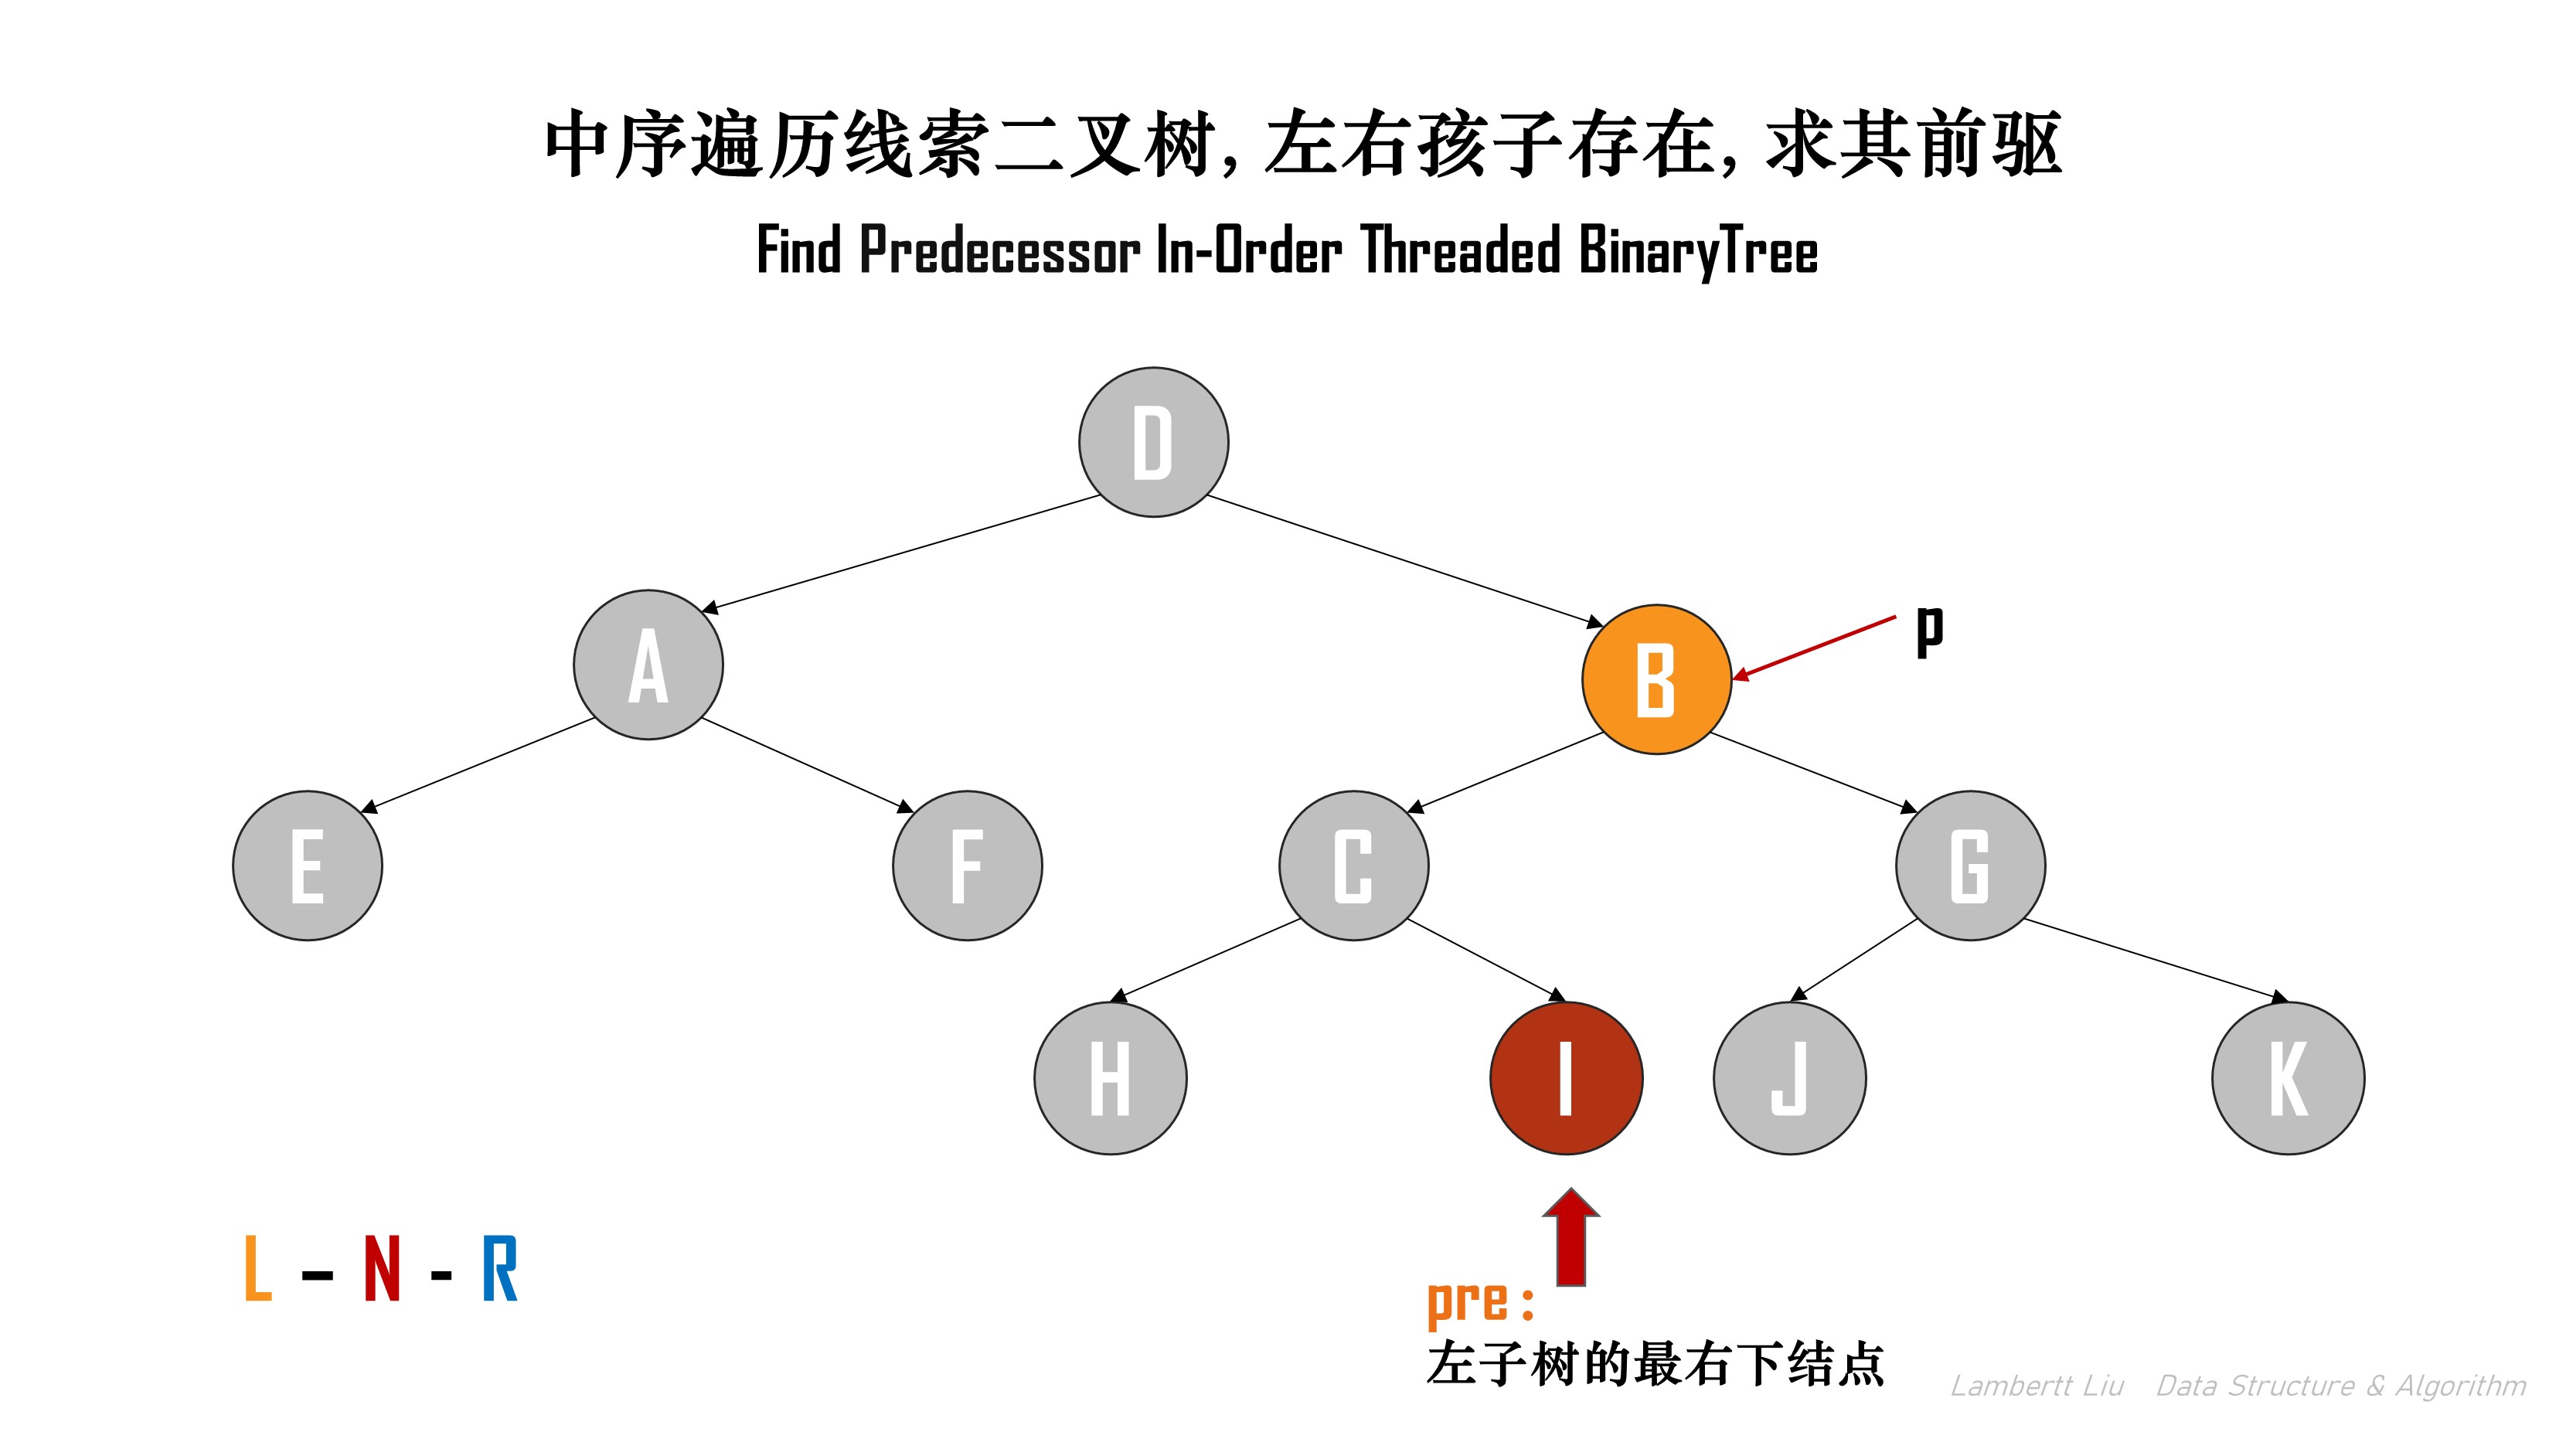 中序遍历线索二叉树, 左右孩子存在, 求其前驱
Find Predecessor In-Order Threaded BinaryTree
D
A
B
p
E
F
C
G
H
I
J
K
L – N - R
pre:
左子树的最右下结点
Lambertt Liu Data Structure & Algorithm